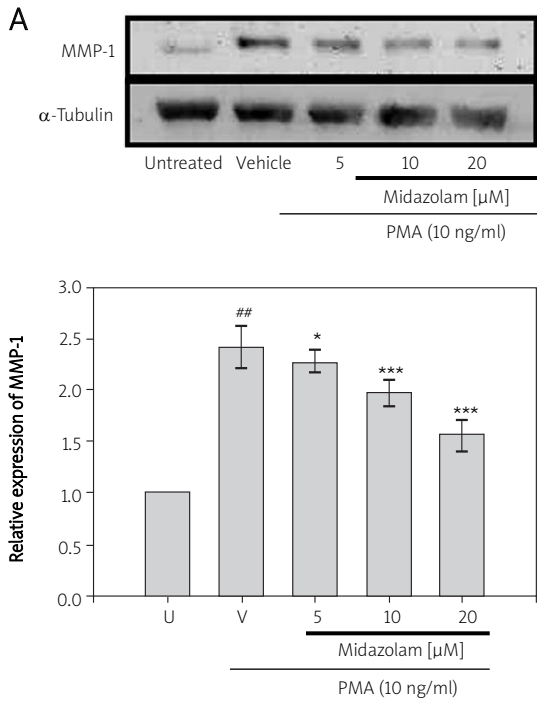 A
MMP-1
α-Tubulin
Untreated Vehicle 5 10 20
Midazolam [μM]
PMA (10 ng/ml)
Relative expression of MMP-1
3.0
2.5
2.0
1.5
1.0
0.5
0.0
##
*
***
***
U V 5 10 20
Midazolam [μM]
PMA (10 ng/ml)